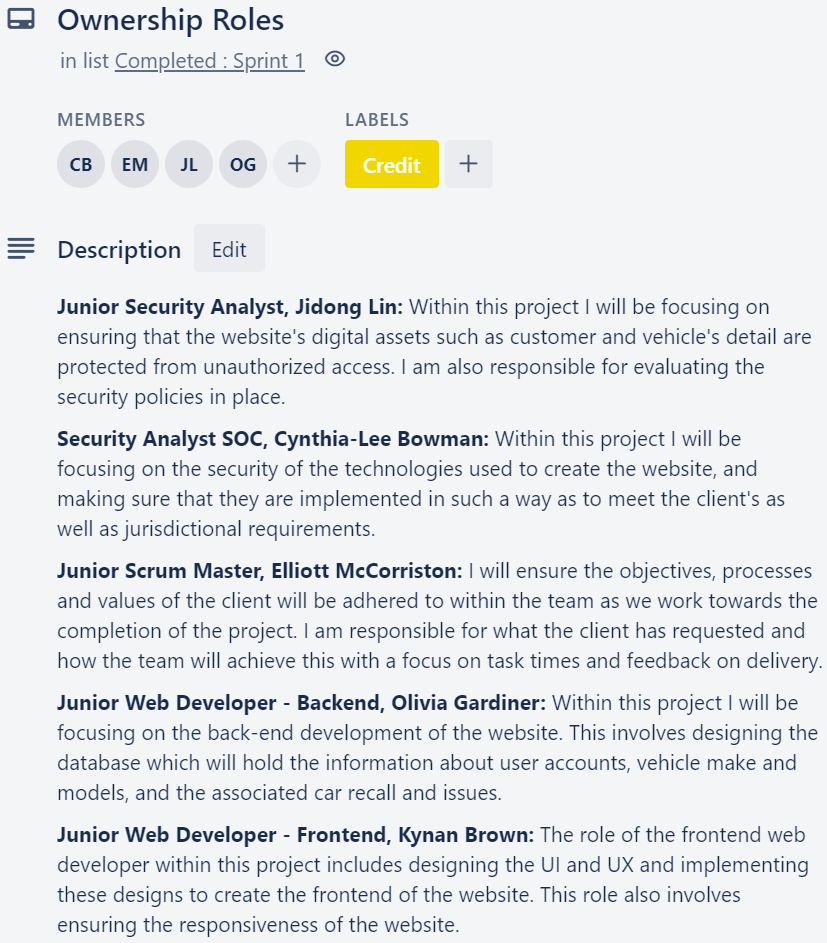 Ownership Roles
in list Completed : Sprint 1
MEMBERS LABELS
CB EM JL OG + Credit +
Description Edit
Junior Security Analyst, Jidong Lin: Within this project I will be focusing on
ensuring that the website's digital assets such as customer and vehicle's detail are
protected from unauthorized access. I am also responsible for evaluating the
security policies in place.
Security Analyst SOC, Cynthia-Lee Bowman: Within this project I will be
focusing on the security of the technologies used to create the website, and
making sure that they are implemented in such a way as to meet the client's as
well as jurisdictional requirements.
Junior Scrum Master, Elliott McCorriston: I will ensure the objectives, processes
and values of the client will be adhered to within the team as we work towards the
completion of the project. I am responsible for what the client has requested and
how the team will achieve this with a focus on task times and feedback on delivery.
Junior Web Developer - Backend, Olivia Gardiner: Within this project I will be
focusing on the back-end development of the website. This involves designing the
database which will hold the information about user accounts, vehicle make and
models, and the associated car recall and issues.
Junior Web Developer - Frontend, Kynan Brown: The role of the frontend web
developer within this project includes designing the UI and UX and implementing
these designs to create the frontend of the website. This role also involves
ensuring the responsiveness of the website.